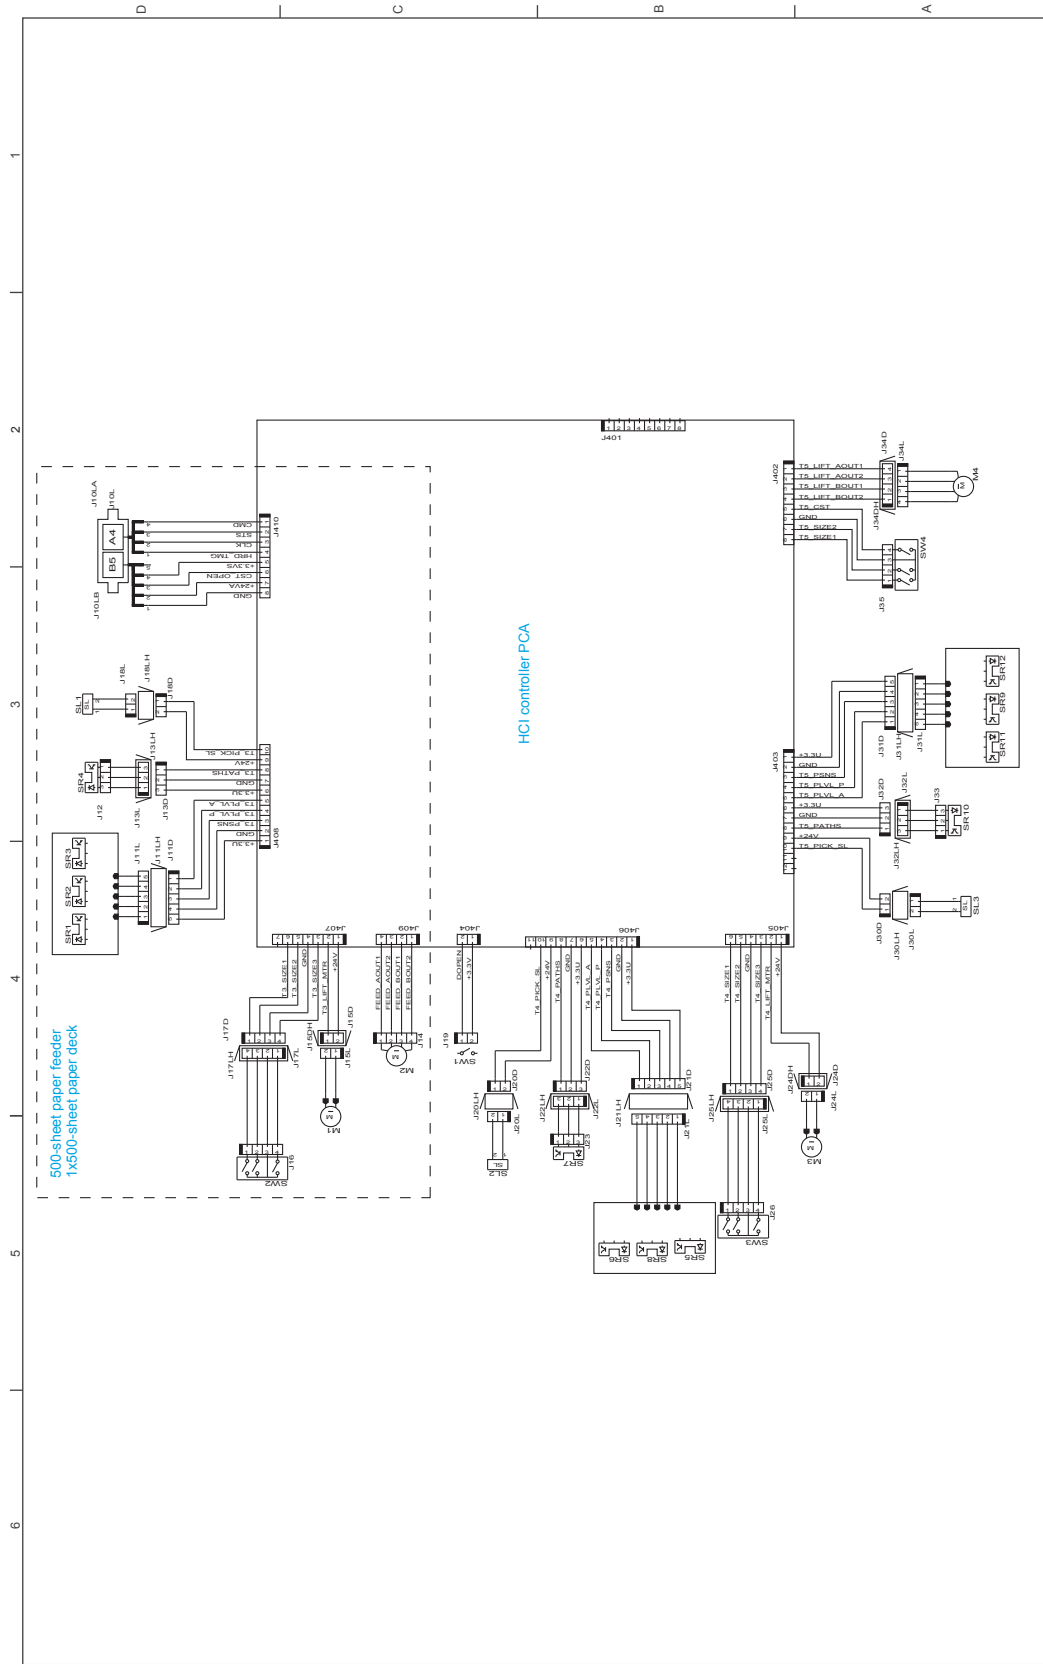 D
C
B
A
1
2
3
4
5
6
HCI controller PCA
500-sheet paper feeder
1x500-sheet paper deck
J10LA
J10L
A4
B5
J10LB
CMD
STS
CLK
HRD_TMG
+3.3VS
CST_OPEN
+24VA
GND
J410
J401
SL1
SL
J18L
J18LH
J18D
SR4
J12
J13L
J13LH
J13D
SR3
SR2
SR1
J11L
J11LH
J11D
T3_PICK_SL
+24V
T3_PATHS
GND
+3.3U
T3_PLVL_A
T3_PLVL_P
T3_PSNS
GND
+3.3U
J408
J402
T5_LIFT_AOUT1
T5_LIFT_AOUT2
T5_LIFT_BOUT1
T5_LIFT_BOUT2
T5_CST
GND
T5_SIZE2
T5_SIZE1
J34D
J34DH
J34L
M
M4
J35
SW4
J403
+3.3U
GND
T5_PSNS
T5_PLVL_P
T5_PLVL_A
+3.3U
GND
T5_PATHS
+24V
T5_PICK_SL
J31D
J31LH
J31L
SR12
SR9
SR11
J32D
J32LH
J32L
J33
SR10
J30D
J30LH
J30L
SL
SL3
J407
T3_SIZE1
T3_SIZE2
GND
T3_SIZE3
T3_LIFT_MTR
+24V
J17D
J17LH
J17L
J16
SW2
J15D
J15DH
J15L
M
M1
J409
FEED_AOUT1
FEED_AOUT2
FEED_BOUT1
FEED_BOUT2
J14
M
M2
J404
DOPEN
+3.3V
J19
SW1
J406
T4_PICK_SL
+24V
T4_PATHS
GND
+3.3U
T4_PLVL_A
T4_PLVL_P
T4_PSNS
GND
+3.3U
J20D
J20LH
J20L
SL
SL2
J22D
J22LH
J22L
J23
SR7
J21D
J21LH
J21L
SR6
SR8
SR5
J405
T4_SIZE1
T4_SIZE2
GND
T4_SIZE3
T4_LIFT_MTR
+24V
J25D
J25LH
J25L
J26
SW3
J24D
J24DH
J24L
M
M3